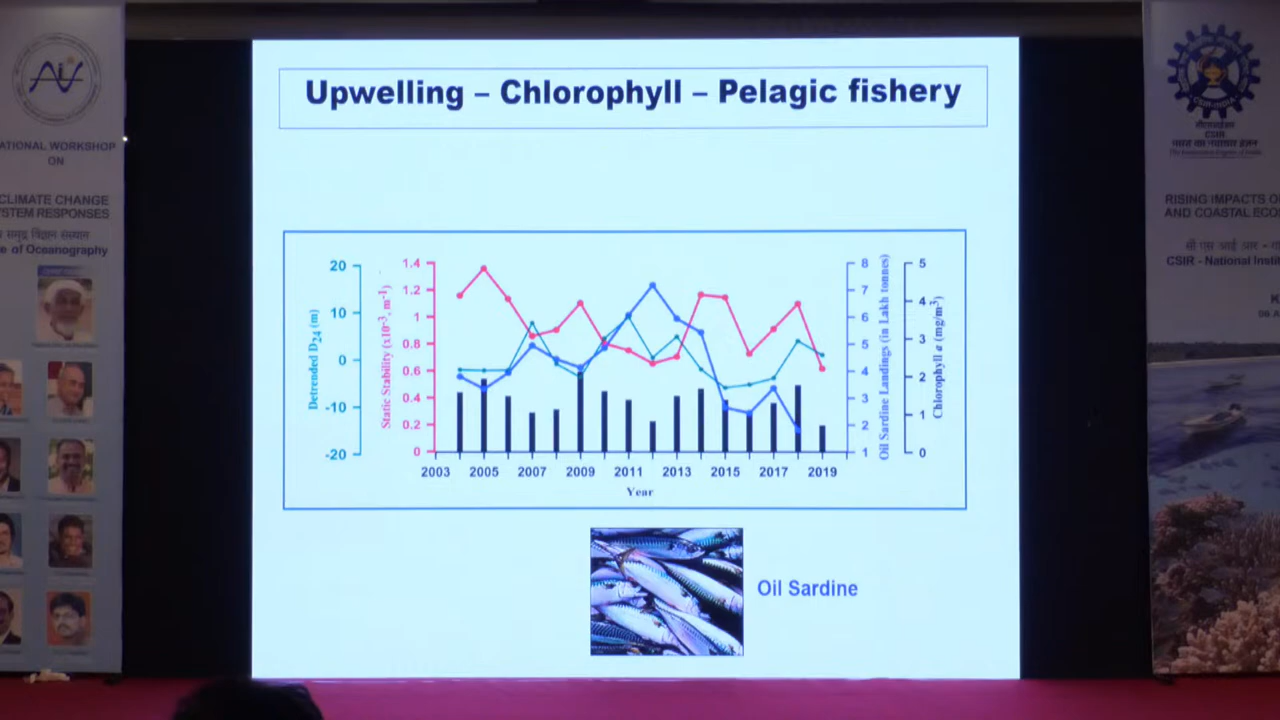 ATIONAL WORKSHOP
ON
CLIMATE CHANGE
STEM RESPONSES
e of Oceanography
Upwelling – Chlorophyll – Pelagic fishery
Detrended D24 (m)
20
10
0
-10
-20
Static Stability (x10-3, m-1)
1.4
1.2
1
0.8
0.6
0.4
0.2
0
8
7
6
5
4
3
2
1
Oil Sardine Landings (in Lakh tonnes)
5
4
3
2
1
0
Chlorophyll a (mg/m3)
2003 2005 2007 2009 2011 2013 2015 2017 2019
Year
Oil Sardine
CSIR-INDIA
CSIR
RISING IMPACTS O
AND COASTAL ECO
CSIR - National Insti